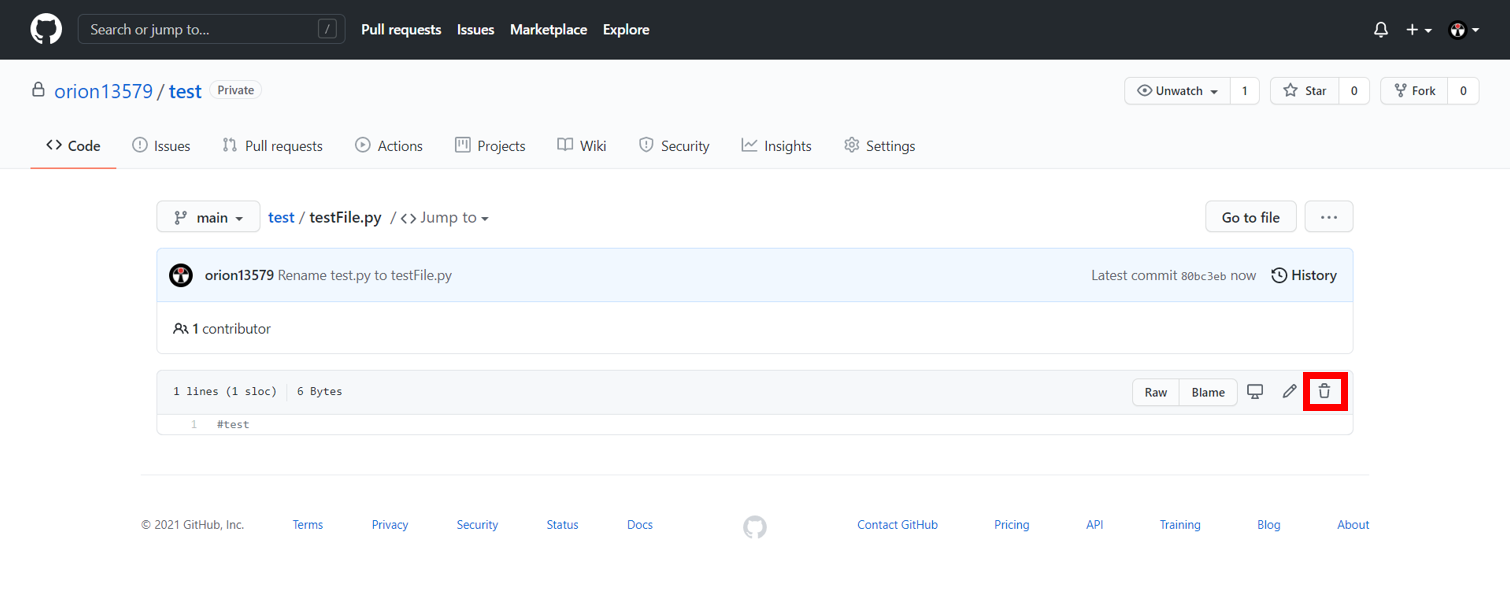 Search or jump to... / Pull requests Issues Marketplace Explore
orion13579 / test Private Unwatch 1 Star 0 Fork 0
Code Issues Pull requests Actions Projects Wiki Security Insights Settings
main test / testFile.py / <> Jump to Go to file ...
orion13579 Rename test.py to testFile.py Latest commit 80bc3eb now History
1 contributor
1 lines (1 sloc) 6 Bytes Raw Blame
1 #test
© 2021 GitHub, Inc. Terms Privacy Security Status Docs Contact GitHub Pricing API Training Blog About